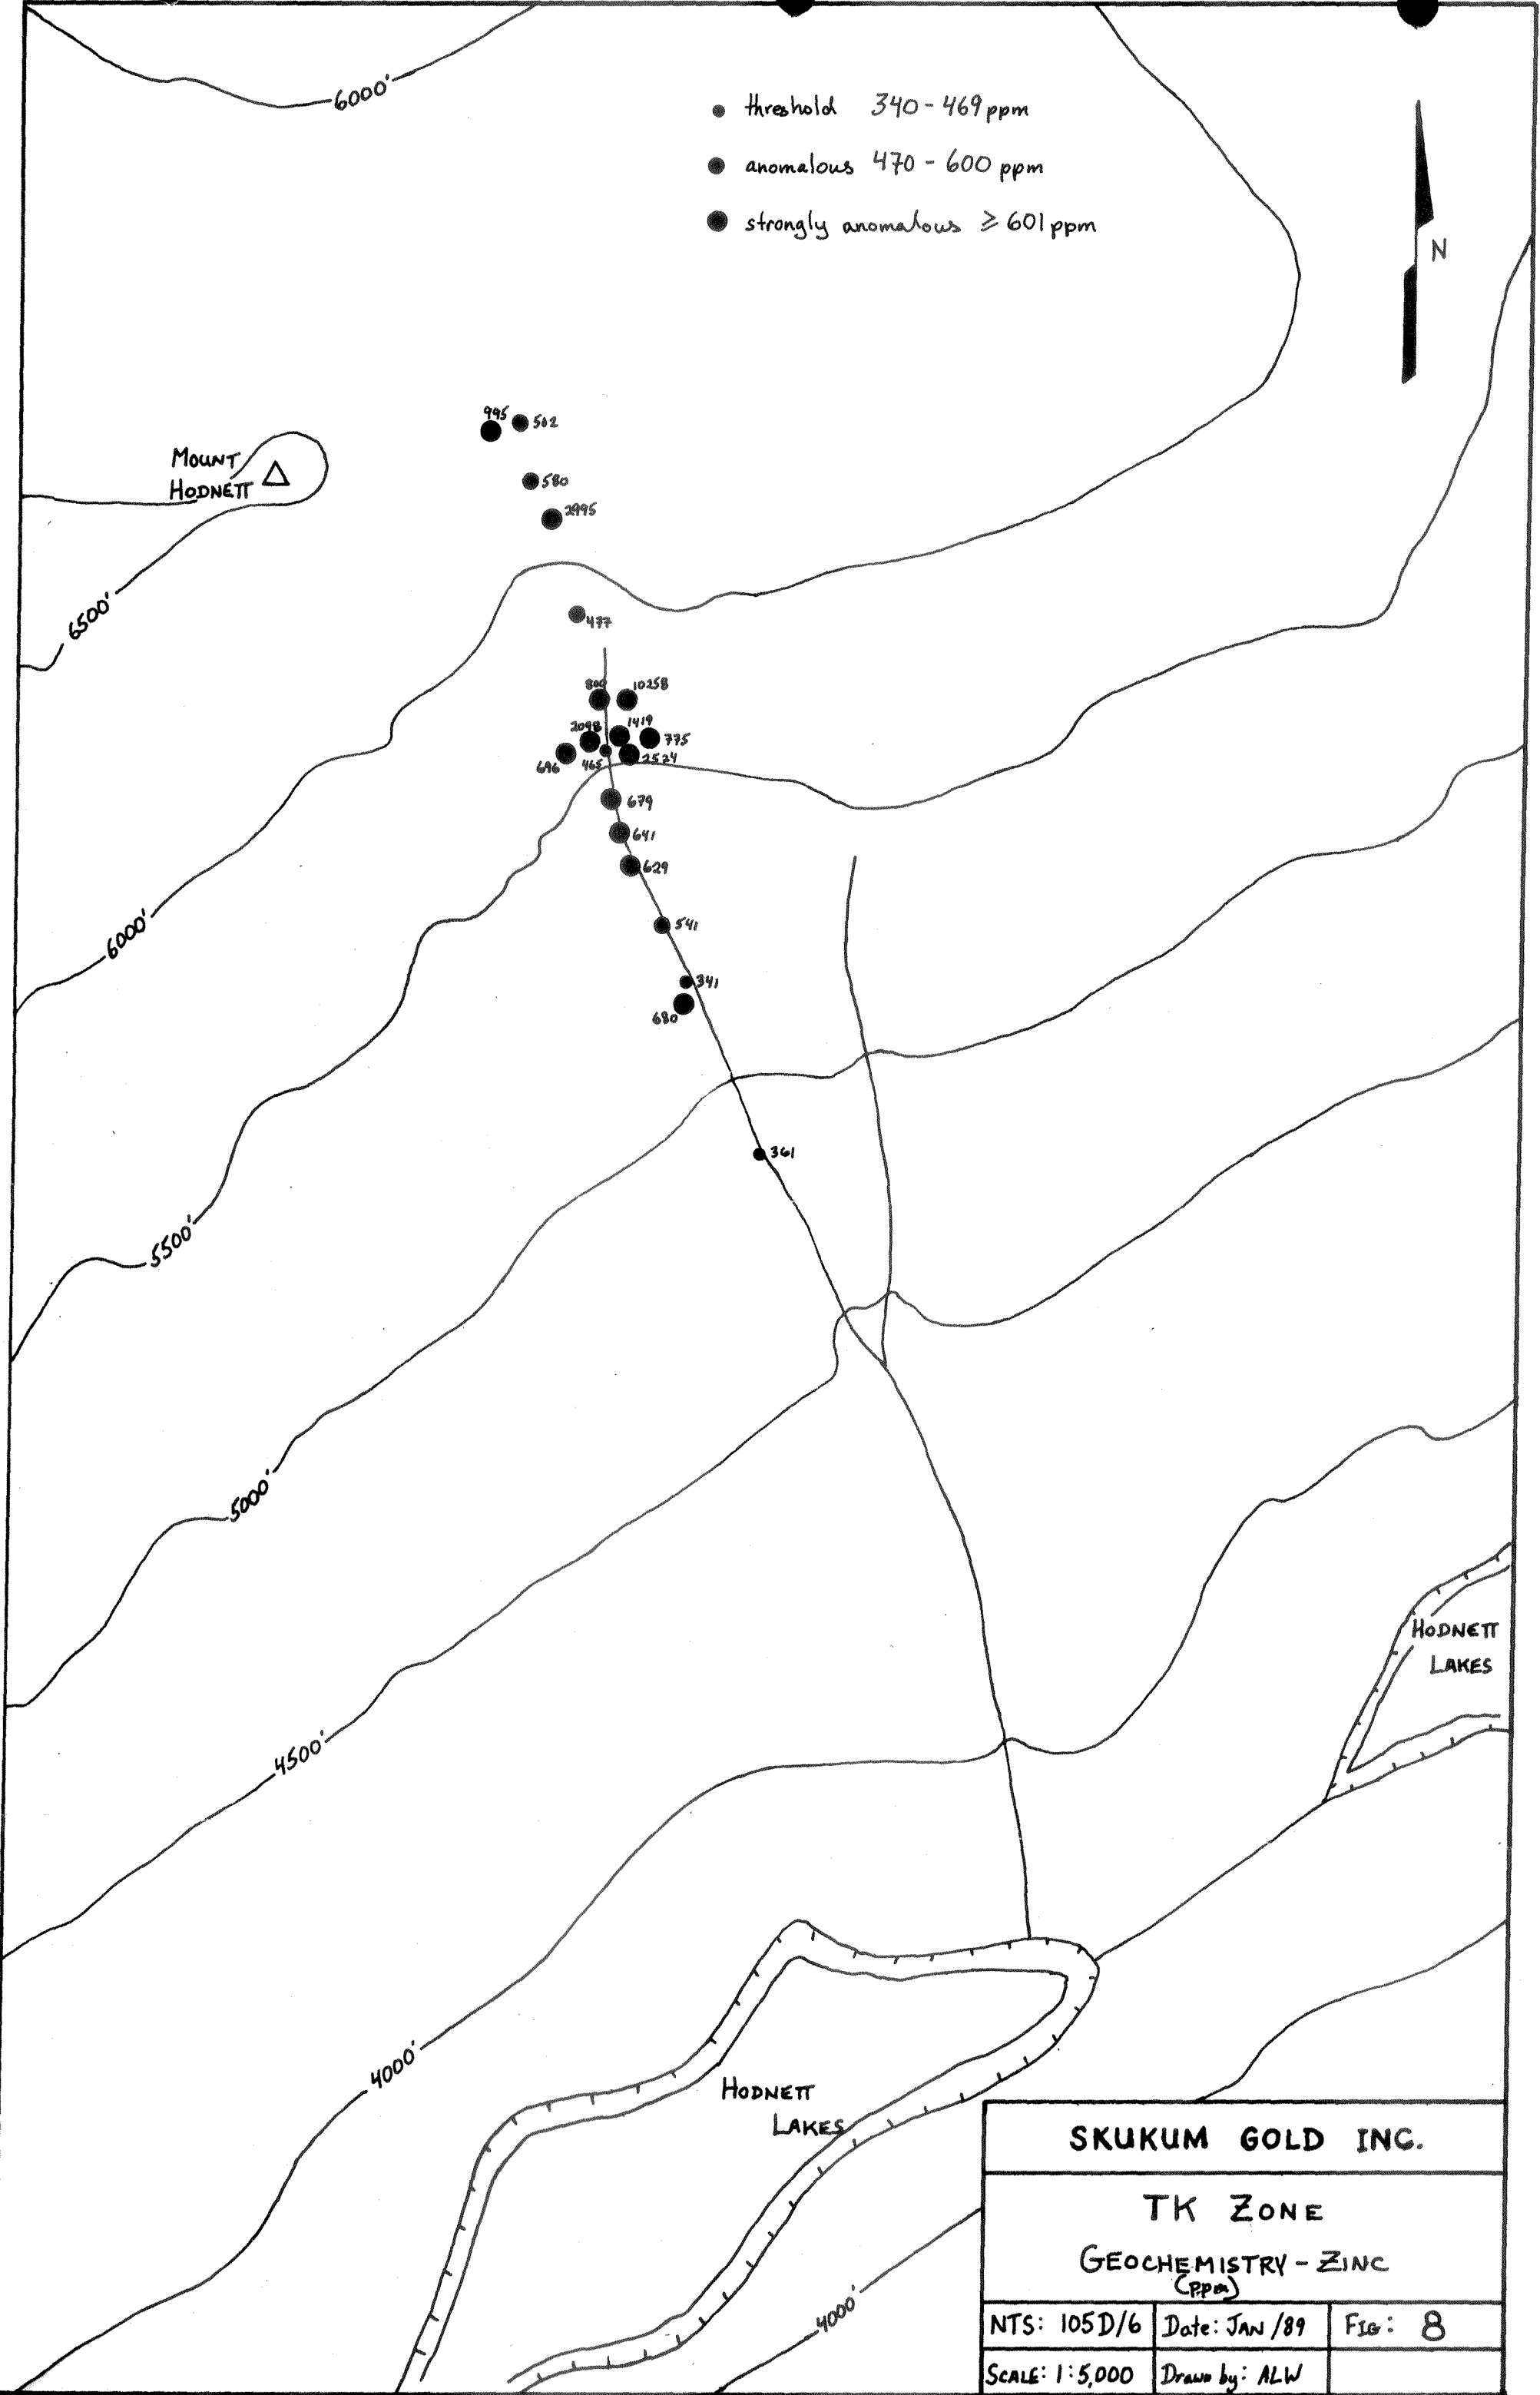 6000'
threshold 340 - 469 ppm
anomalous 470 - 600 ppm
strongly anomalous ≥ 601 ppm
N
995
502
MOUNT
HODNETT
580
2995
6500'
477
10258
2098
1419
775
696
465
2524
679
641
629
541
6000'
341
680
361
5500'
5000'
HODNETT
LAKES
4500'
4000'
HODNETT
LAKES
SKUKUM GOLD INC.
TK ZONE
GEOCHEMISTRY - ZINC
(ppm)
4000'
NTS: 105D/6
Date: JAN /89
FIG: 8
SCALE: 1:5,000
Drawn by: ALW